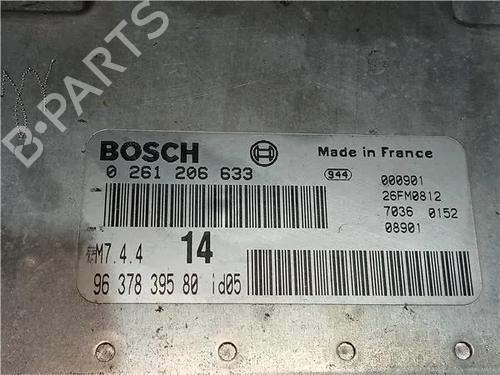 B-PARTS
BOSCH
Made in France
0 261 206 633
944
000901
26FM0812
7036 0152
08901
M7.4.4
14
96 378 395 80 id05